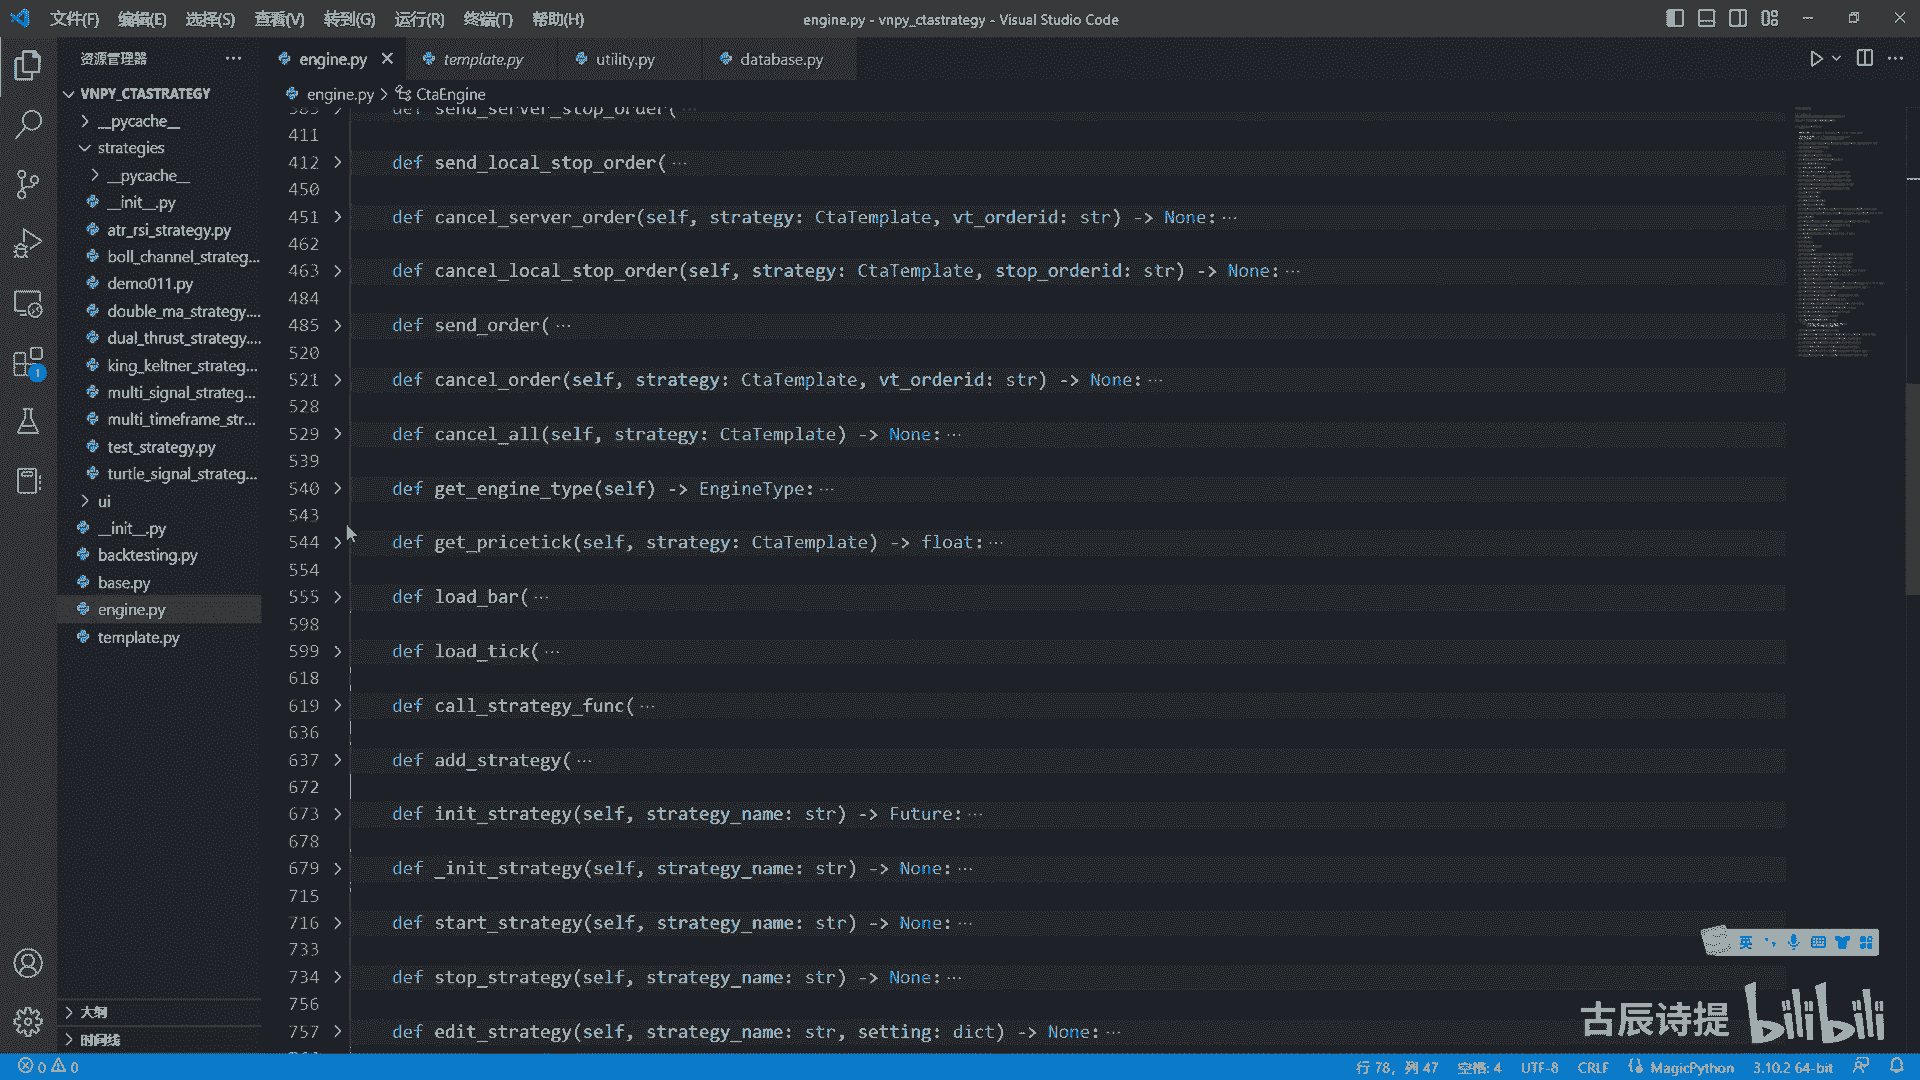 文件(F) 编辑(E) 选择(S) 查看(V) 转到(G) 运行(R) 终端(T) 帮助(H)
engine.py - vnpy_ctastrategy - Visual Studio Code
资源管理器
VNPY_CTASTRATEGY
__pycache__
strategies
__pycache__
__init__.py
atr_rsi_strategy.py
boll_channel_strateg...
demo011.py
double_ma_strategy....
dual_thrust_strategy....
king_keltner_strateg...
multi_signal_strateg...
multi_timeframe_str...
test_strategy.py
turtle_signal_strateg...
ui
__init__.py
backtesting.py
base.py
engine.py
template.py
大纲
时间线
engine.py template.py utility.py database.py
engine.py > CtaEngine
385 def send_server_stop_order( ...
411
412 def send_local_stop_order( ...
450
451 def cancel_server_order(self, strategy: CtaTemplate, vt_orderid: str) -> None: ...
462
463 def cancel_local_stop_order(self, strategy: CtaTemplate, stop_orderid: str) -> None: ...
484
485 def send_order( ...
520
521 def cancel_order(self, strategy: CtaTemplate, vt_orderid: str) -> None: ...
528
529 def cancel_all(self, strategy: CtaTemplate) -> None: ...
539
540 def get_engine_type(self) -> EngineType: ...
543
544 def get_pricetick(self, strategy: CtaTemplate) -> float: ...
554
555 def load_bar( ...
598
599 def load_tick( ...
618
619 def call_strategy_func( ...
636
637 def add_strategy( ...
672
673 def init_strategy(self, strategy_name: str) -> Future: ...
678
679 def _init_strategy(self, strategy_name: str) -> None: ...
715
716 def start_strategy(self, strategy_name: str) -> None: ...
733
734 def stop_strategy(self, strategy_name: str) -> None: ...
756
757 def edit_strategy(self, strategy_name: str, setting: dict) -> None: ...
1
英
古辰诗提 bilibili
0 0
行 78，列 47 空格: 4 UTF-8 CRLF MagicPython 3.10.2 64-bit